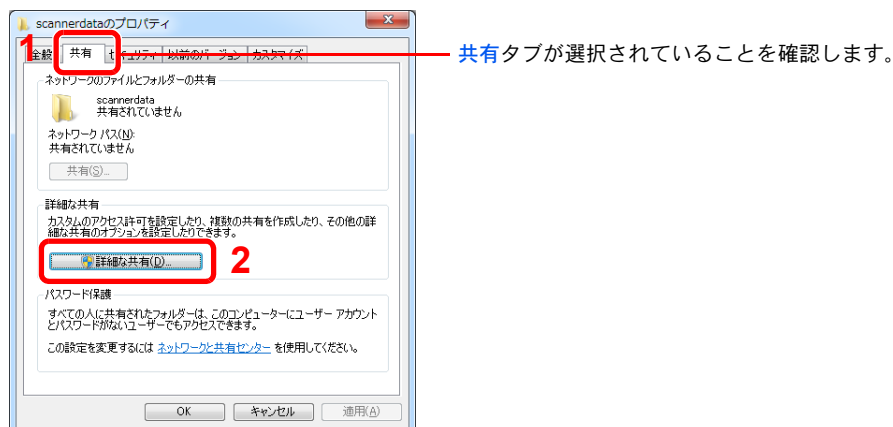 scannerdataのプロパティ
x
1
全般 共有 セキュリティ 以前のバージョン カスタマイズ
共有タブが選択されていることを確認します。
ネットワークのファイルとフォルダーの共有
scannerdata
共有されていません
ネットワーク パス(N):
共有されていません
共有(S)...
詳細な共有
カスタムのアクセス許可を設定したり、複数の共有を作成したり、その他の詳
細な共有のオプションを設定したりできます。
詳細な共有(D)...
2
パスワード保護
すべての人に共有されたフォルダーは、このコンピューターにユーザー アカウント
とパスワードがないユーザーでもアクセスできます。
この設定を変更するには ネットワークと共有センター を使用してください。
OK キャンセル 適用(A)